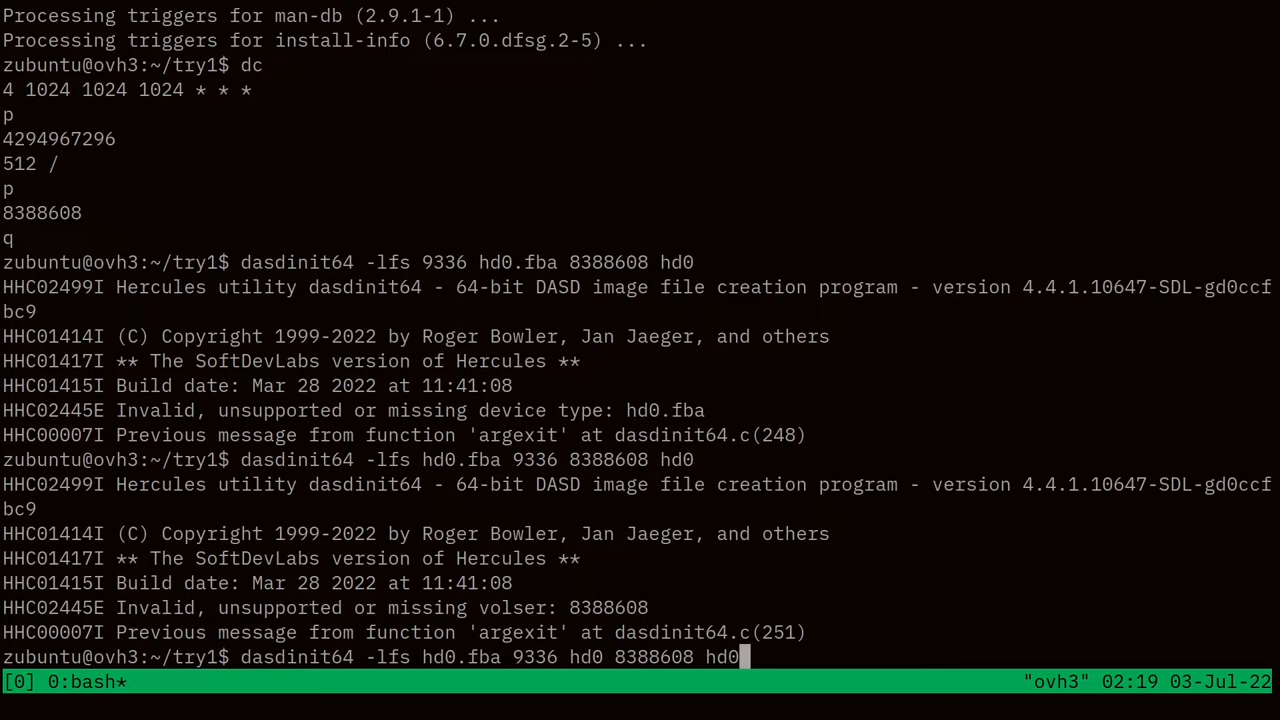 Processing triggers for man-db (2.9.1-1) ...
Processing triggers for install-info (6.7.0.dfsg.2-5) ...
zubuntu@ovh3:~/try1$ dc
4 1024 1024 1024 * * *
p
4294967296
512 /
p
8388608
q
zubuntu@ovh3:~/try1$ dasdinit64 -lfs 9336 hd0.fba 8388608 hd0
HHC02499I Hercules utility dasdinit64 - 64-bit DASD image file creation program - version 4.4.1.10647-SDL-gd0ccf
bc9
HHC01414I (C) Copyright 1999-2022 by Roger Bowler, Jan Jaeger, and others
HHC01417I ** The SoftDevLabs version of Hercules **
HHC01415I Build date: Mar 28 2022 at 11:41:08
HHC02445E Invalid, unsupported or missing device type: hd0.fba
HHC00007I Previous message from function 'argexit' at dasdinit64.c(248)
zubuntu@ovh3:~/try1$ dasdinit64 -lfs hd0.fba 9336 8388608 hd0
HHC02499I Hercules utility dasdinit64 - 64-bit DASD image file creation program - version 4.4.1.10647-SDL-gd0ccf
bc9
HHC01414I (C) Copyright 1999-2022 by Roger Bowler, Jan Jaeger, and others
HHC01417I ** The SoftDevLabs version of Hercules **
HHC01415I Build date: Mar 28 2022 at 11:41:08
HHC02445E Invalid, unsupported or missing volser: 8388608
HHC00007I Previous message from function 'argexit' at dasdinit64.c(251)
zubuntu@ovh3:~/try1$ dasdinit64 -lfs hd0.fba 9336 hd0 8388608 hd0
[0] 0:bash* "ovh3" 02:19 03-Jul-22